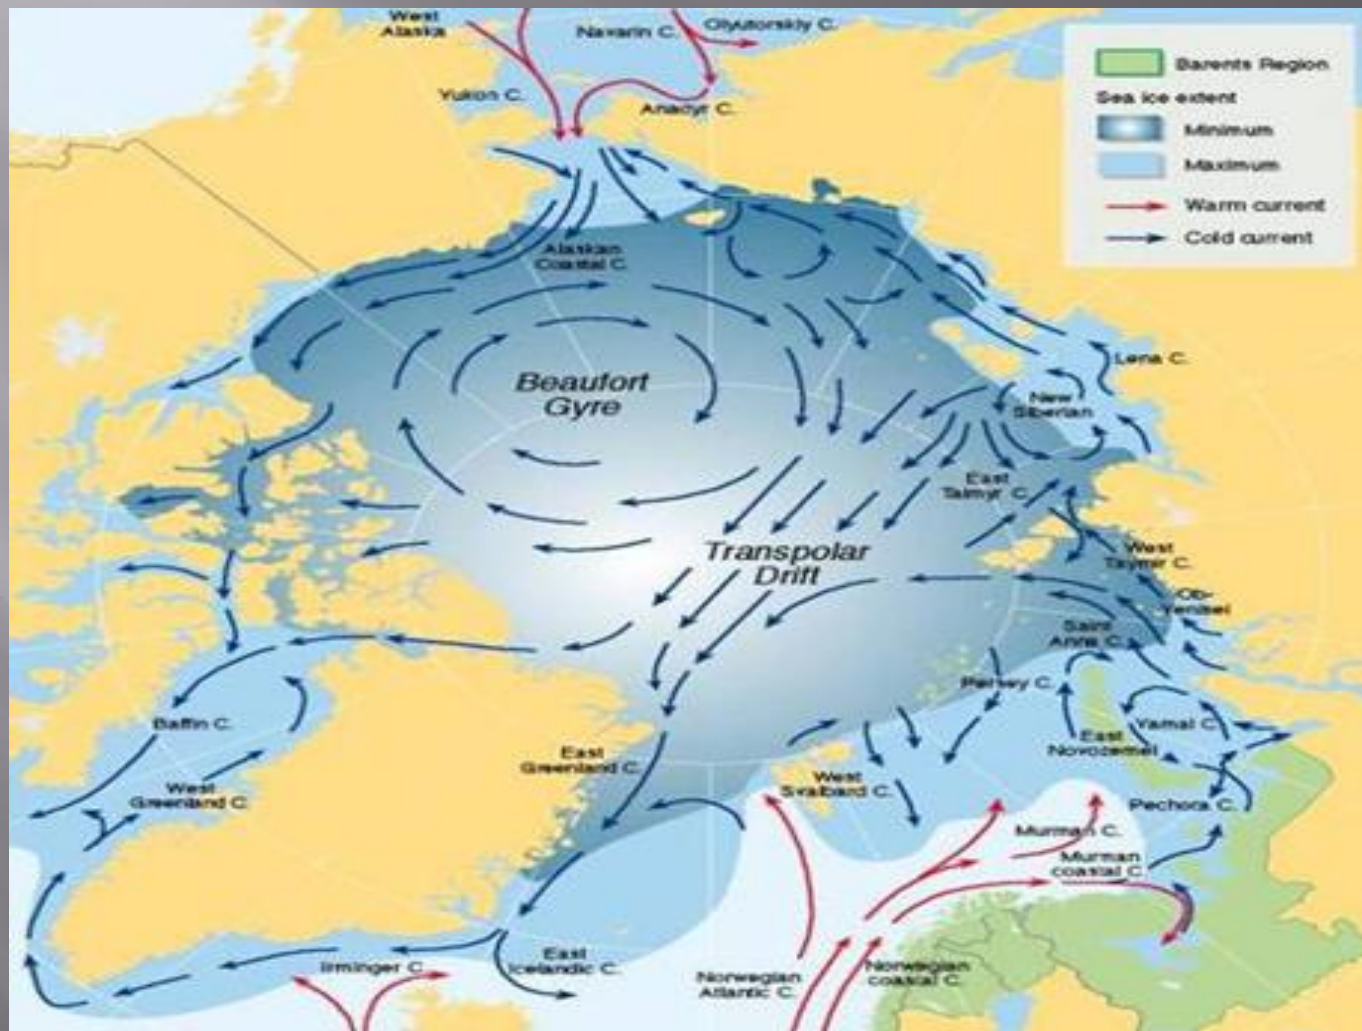 West
Alaska
Navarin C.
Olyutorskiy C.
Yukon C.
Anadyr C.
Barents Region
Sea ice extent
Minimum
Maximum
Warm current
Cold current
Alaskan
Coastal C.
Beaufort
Gyre
Lena C.
New
Siberian
East
Taimyr C.
Transpolar
Drift
West
Taymir C.
Ob-
Yenisei
Saint
Anne C.
Persey C.
Baffin C.
East
Novozemel
Yamal C.
East
Greenland C.
West
Greenland C.
West
Svalbard C.
Pechora C.
Murman C.
Murman
coastal C.
Irminger C.
East
Icelandic C.
Norwegian
Atlantic C.
Norwegian
coastal C.